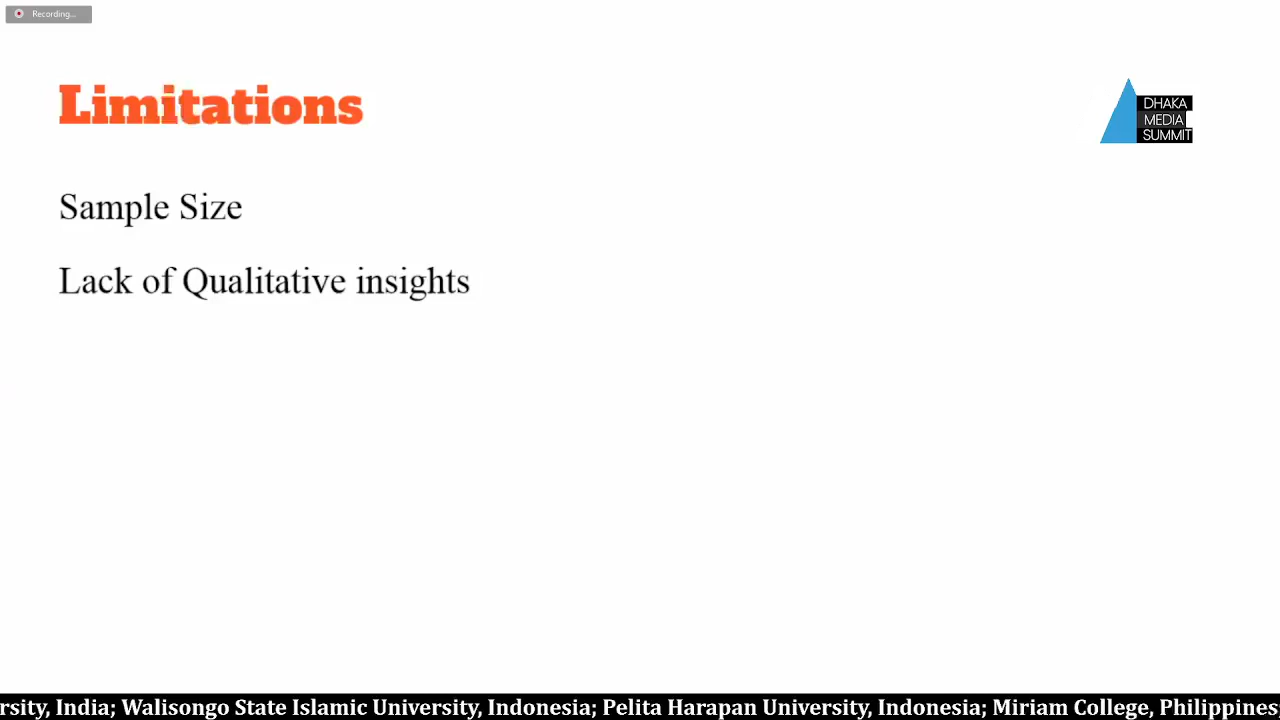 Recording...
Limitations
DHAKA
MEDIA
SUMMIT
Sample Size
Lack of Qualitative insights
rsity, India; Walisongo State Islamic University, Indonesia; Pelita Harapan University, Indonesia; Miriam College, Philippines